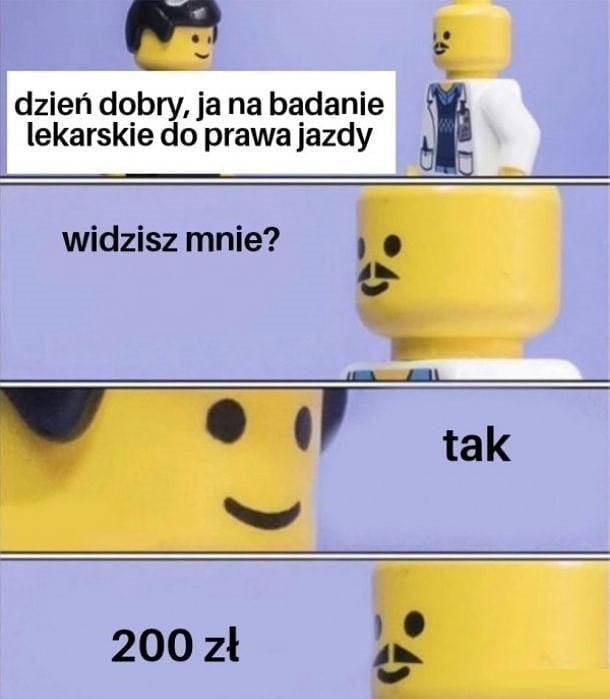 dzień dobry, ja na badanie
lekarskie do prawa jazdy
widzisz mnie?
tak
200 zł